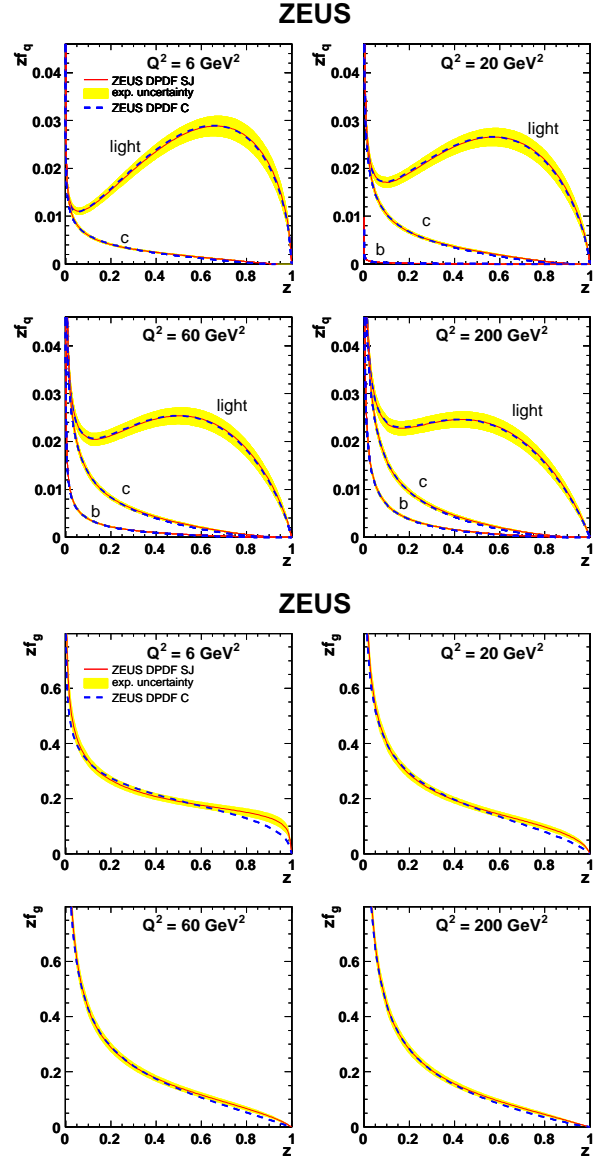 ZEUS
zf_q
Q² = 6 GeV²
ZEUS DPDF SJ
exp. uncertainty
ZEUS DPDF C
light
c
0.04
0.03
0.02
0.01
0
0 0.2 0.4 0.6 0.8 1
z
zf_q
Q² = 20 GeV²
light
c
b
0.04
0.03
0.02
0.01
0
0 0.2 0.4 0.6 0.8 1
z
zf_q
Q² = 60 GeV²
light
c
b
0.04
0.03
0.02
0.01
0
0 0.2 0.4 0.6 0.8 1
z
zf_q
Q² = 200 GeV²
light
c
b
0.04
0.03
0.02
0.01
0
0 0.2 0.4 0.6 0.8 1
z
ZEUS
zf_g
Q² = 6 GeV²
ZEUS DPDF SJ
exp. uncertainty
ZEUS DPDF C
0.6
0.4
0.2
0
0 0.2 0.4 0.6 0.8 1
z
zf_g
Q² = 20 GeV²
0.6
0.4
0.2
0
0 0.2 0.4 0.6 0.8 1
z
zf_g
Q² = 60 GeV²
0.6
0.4
0.2
0
0 0.2 0.4 0.6 0.8 1
z
zf_g
Q² = 200 GeV²
0.6
0.4
0.2
0
0 0.2 0.4 0.6 0.8 1
z